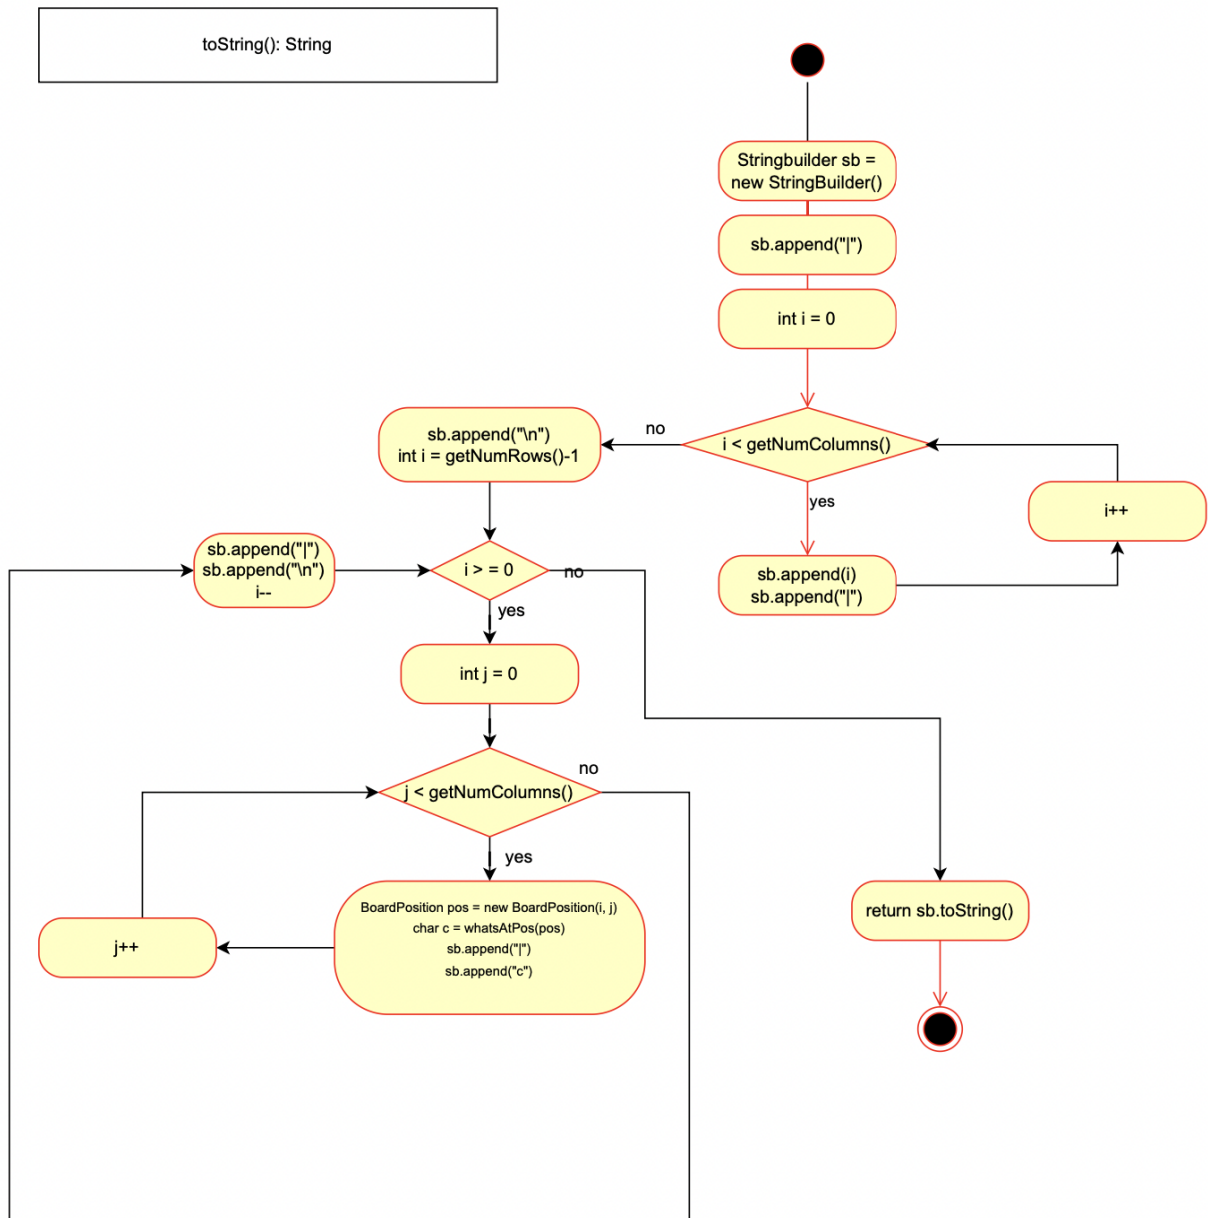 toString(): String
Stringbuilder sb =
new StringBuilder()
sb.append("|")
int i = 0
i < getNumColumns()
no
yes
sb.append(i)
sb.append("|")
i++
sb.append("\n")
int i = getNumRows()-1
i > = 0
no
yes
sb.append("|")
sb.append("\n")
i--
int j = 0
j < getNumColumns()
no
yes
BoardPosition pos = new BoardPosition(i, j)
char c = whatsAtPos(pos)
sb.append("|")
sb.append("c")
j++
return sb.toString()